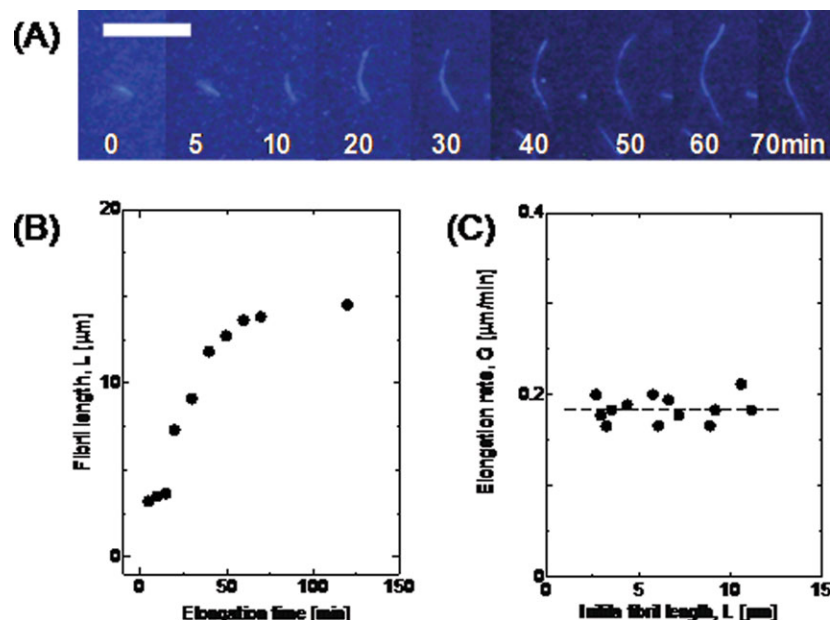 (A)
0 5 10 20 30 40 50 60 70min
(B)
20
10
0
0 50 100 150
Fibril length, L [μm]
Elongation time [min]
(C)
0.4
0.2
0
0 5 10 15
Elongation rate, Q [μm/min]
Initila fibril length, L [μm]